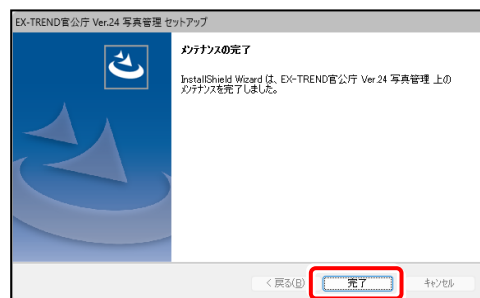 EX-TREND官公庁 Ver.24 写真管理 セットアップ
メンテナンスの完了
InstallShield Wizard は、EX-TREND官公庁 Ver.24 写真管理 上の
メンテナンスを完了しました。
< 戻る(B)
完了
キャンセル